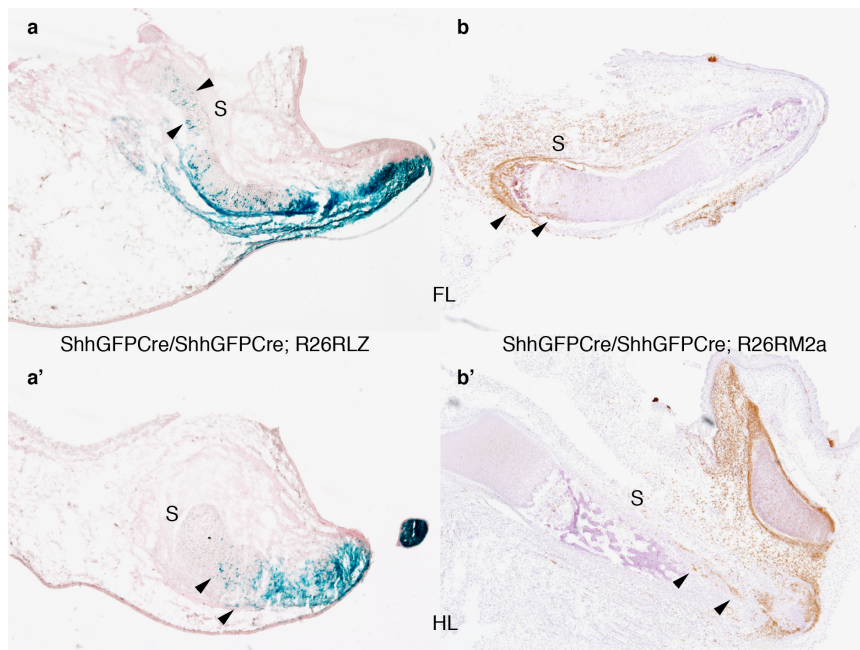 a
b
S
S
FL
ShhGFPCre/ShhGFPCre; R26RLZ
ShhGFPCre/ShhGFPCre; R26RM2a
a’
b’
S
S
HL